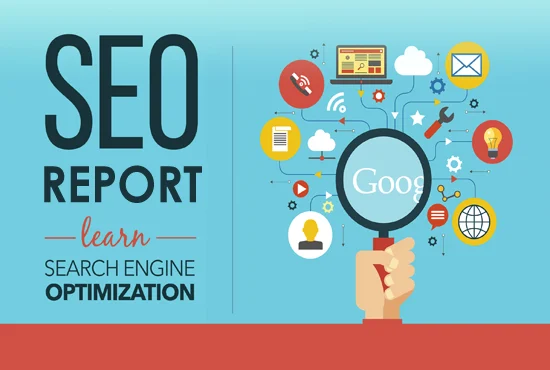 SEO
REPORT
learn
SEARCH ENGINE
OPTIMIZATION
Goog